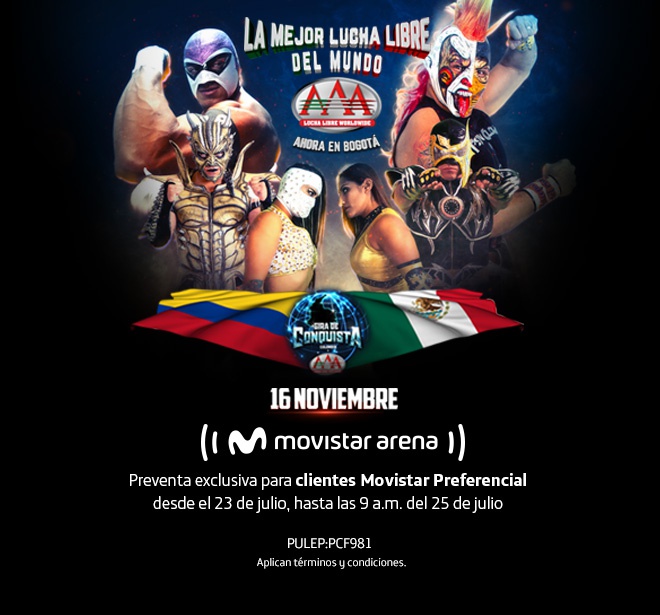 LA MEJOR LUCHA LIBRE
DEL MUNDO
AAA
LUCHA LIBRE WORLDWIDE
AHORA EN BOGOTÁ
GIRA DE
CONQUISTA
AAA
16 NOVIEMBRE
movistar arena
Preventa exclusiva para clientes Movistar Preferencial
desde el 23 de julio, hasta las 9 a.m. del 25 de julio
PULEP:PCF981
Aplican términos y condiciones.